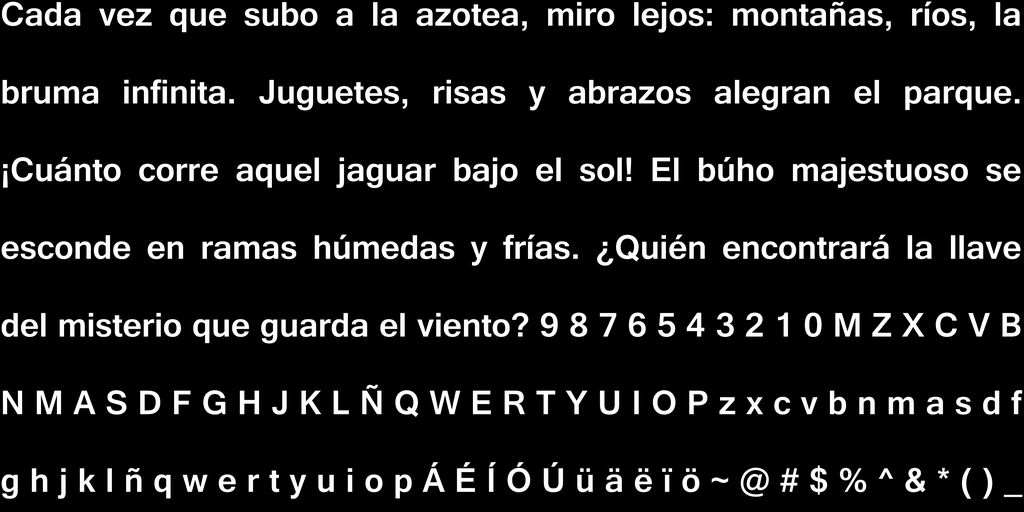 Cada vez que subo a la azotea, miro lejos: montañas, ríos, la
bruma infinita. Juguetes, risas y abrazos alegran el parque.
¡Cuánto corre aquel jaguar bajo el sol! El búho majestuoso se
esconde en ramas húmedas y frías. ¿Quién encontrará la llave
del misterio que guarda el viento? 9 8 7 6 5 4 3 2 1 0 M Z X C V B
N M A S D F G H J K L Ñ Q W E R T Y U I O P z x c v b n m a s d f
g h j k l ñ q w e r t y u i o p Á É Í Ó Ú ü ä ë ï ö ~ @ # $ % ^ & * ( ) _